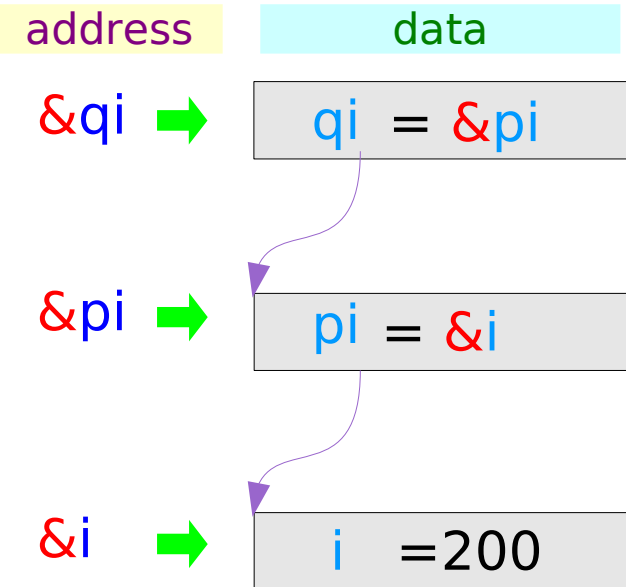 address data
&qi qi = &pi
&pi pi = &i
&i i =200